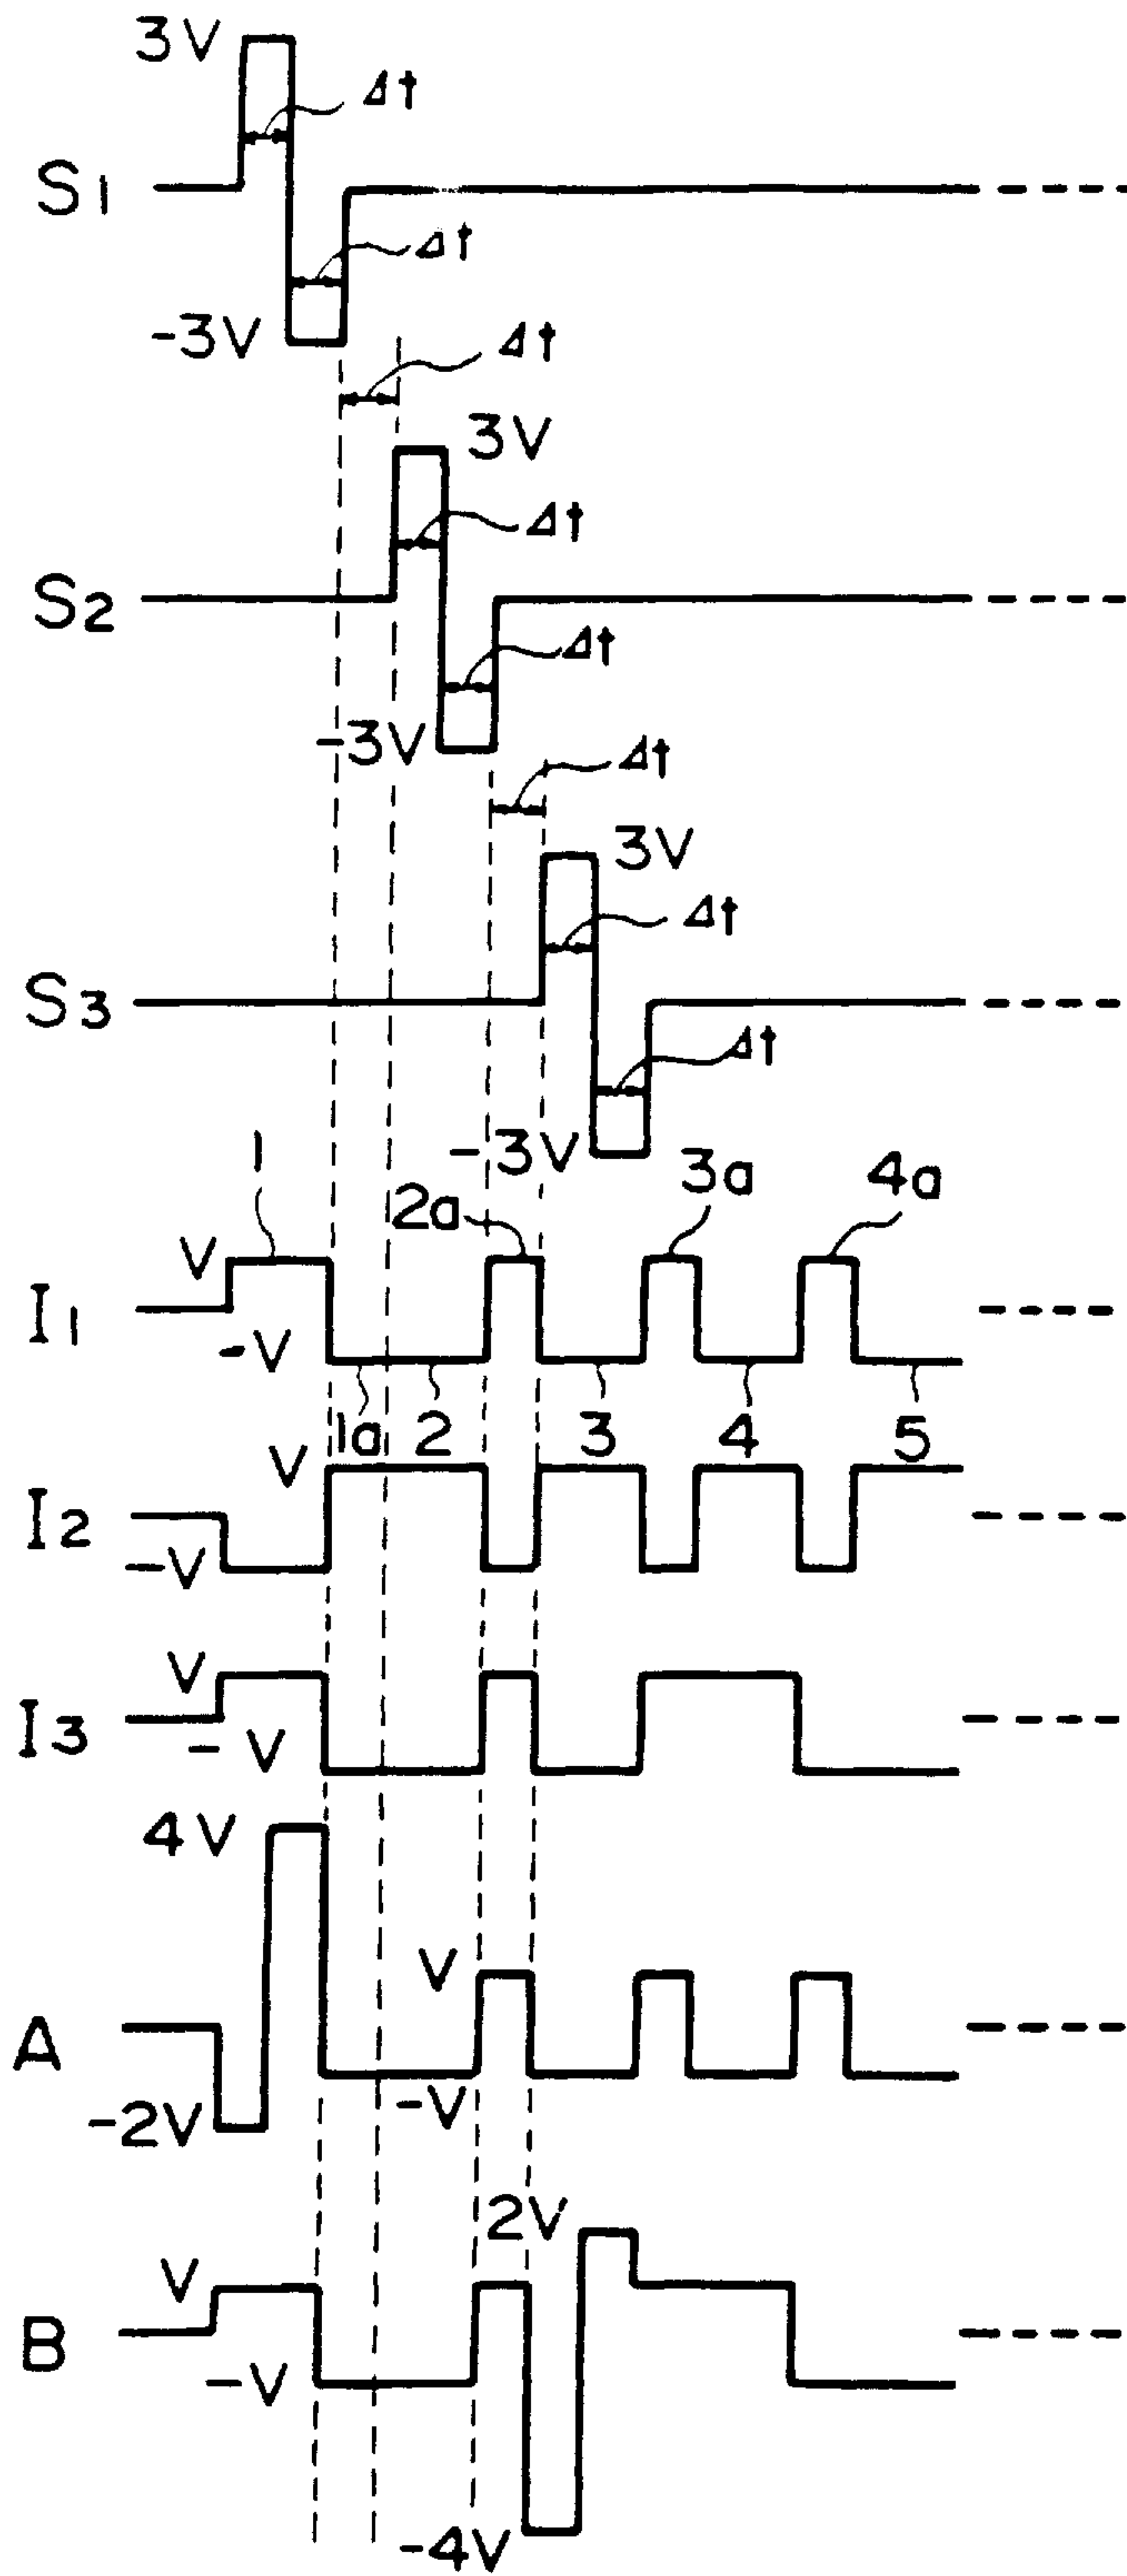 3V
Δt
S1
Δt
-3V
Δt
3V
Δt
S2
Δt
-3V
Δt
3V
Δt
S3
Δt
-3V
1
2a
3a
4a
V
I1
-V
1a
2
3
4
5
V
I2
-V
V
I3
-V
4V
V
A
-V
-2V
2V
V
B
-V
-4V